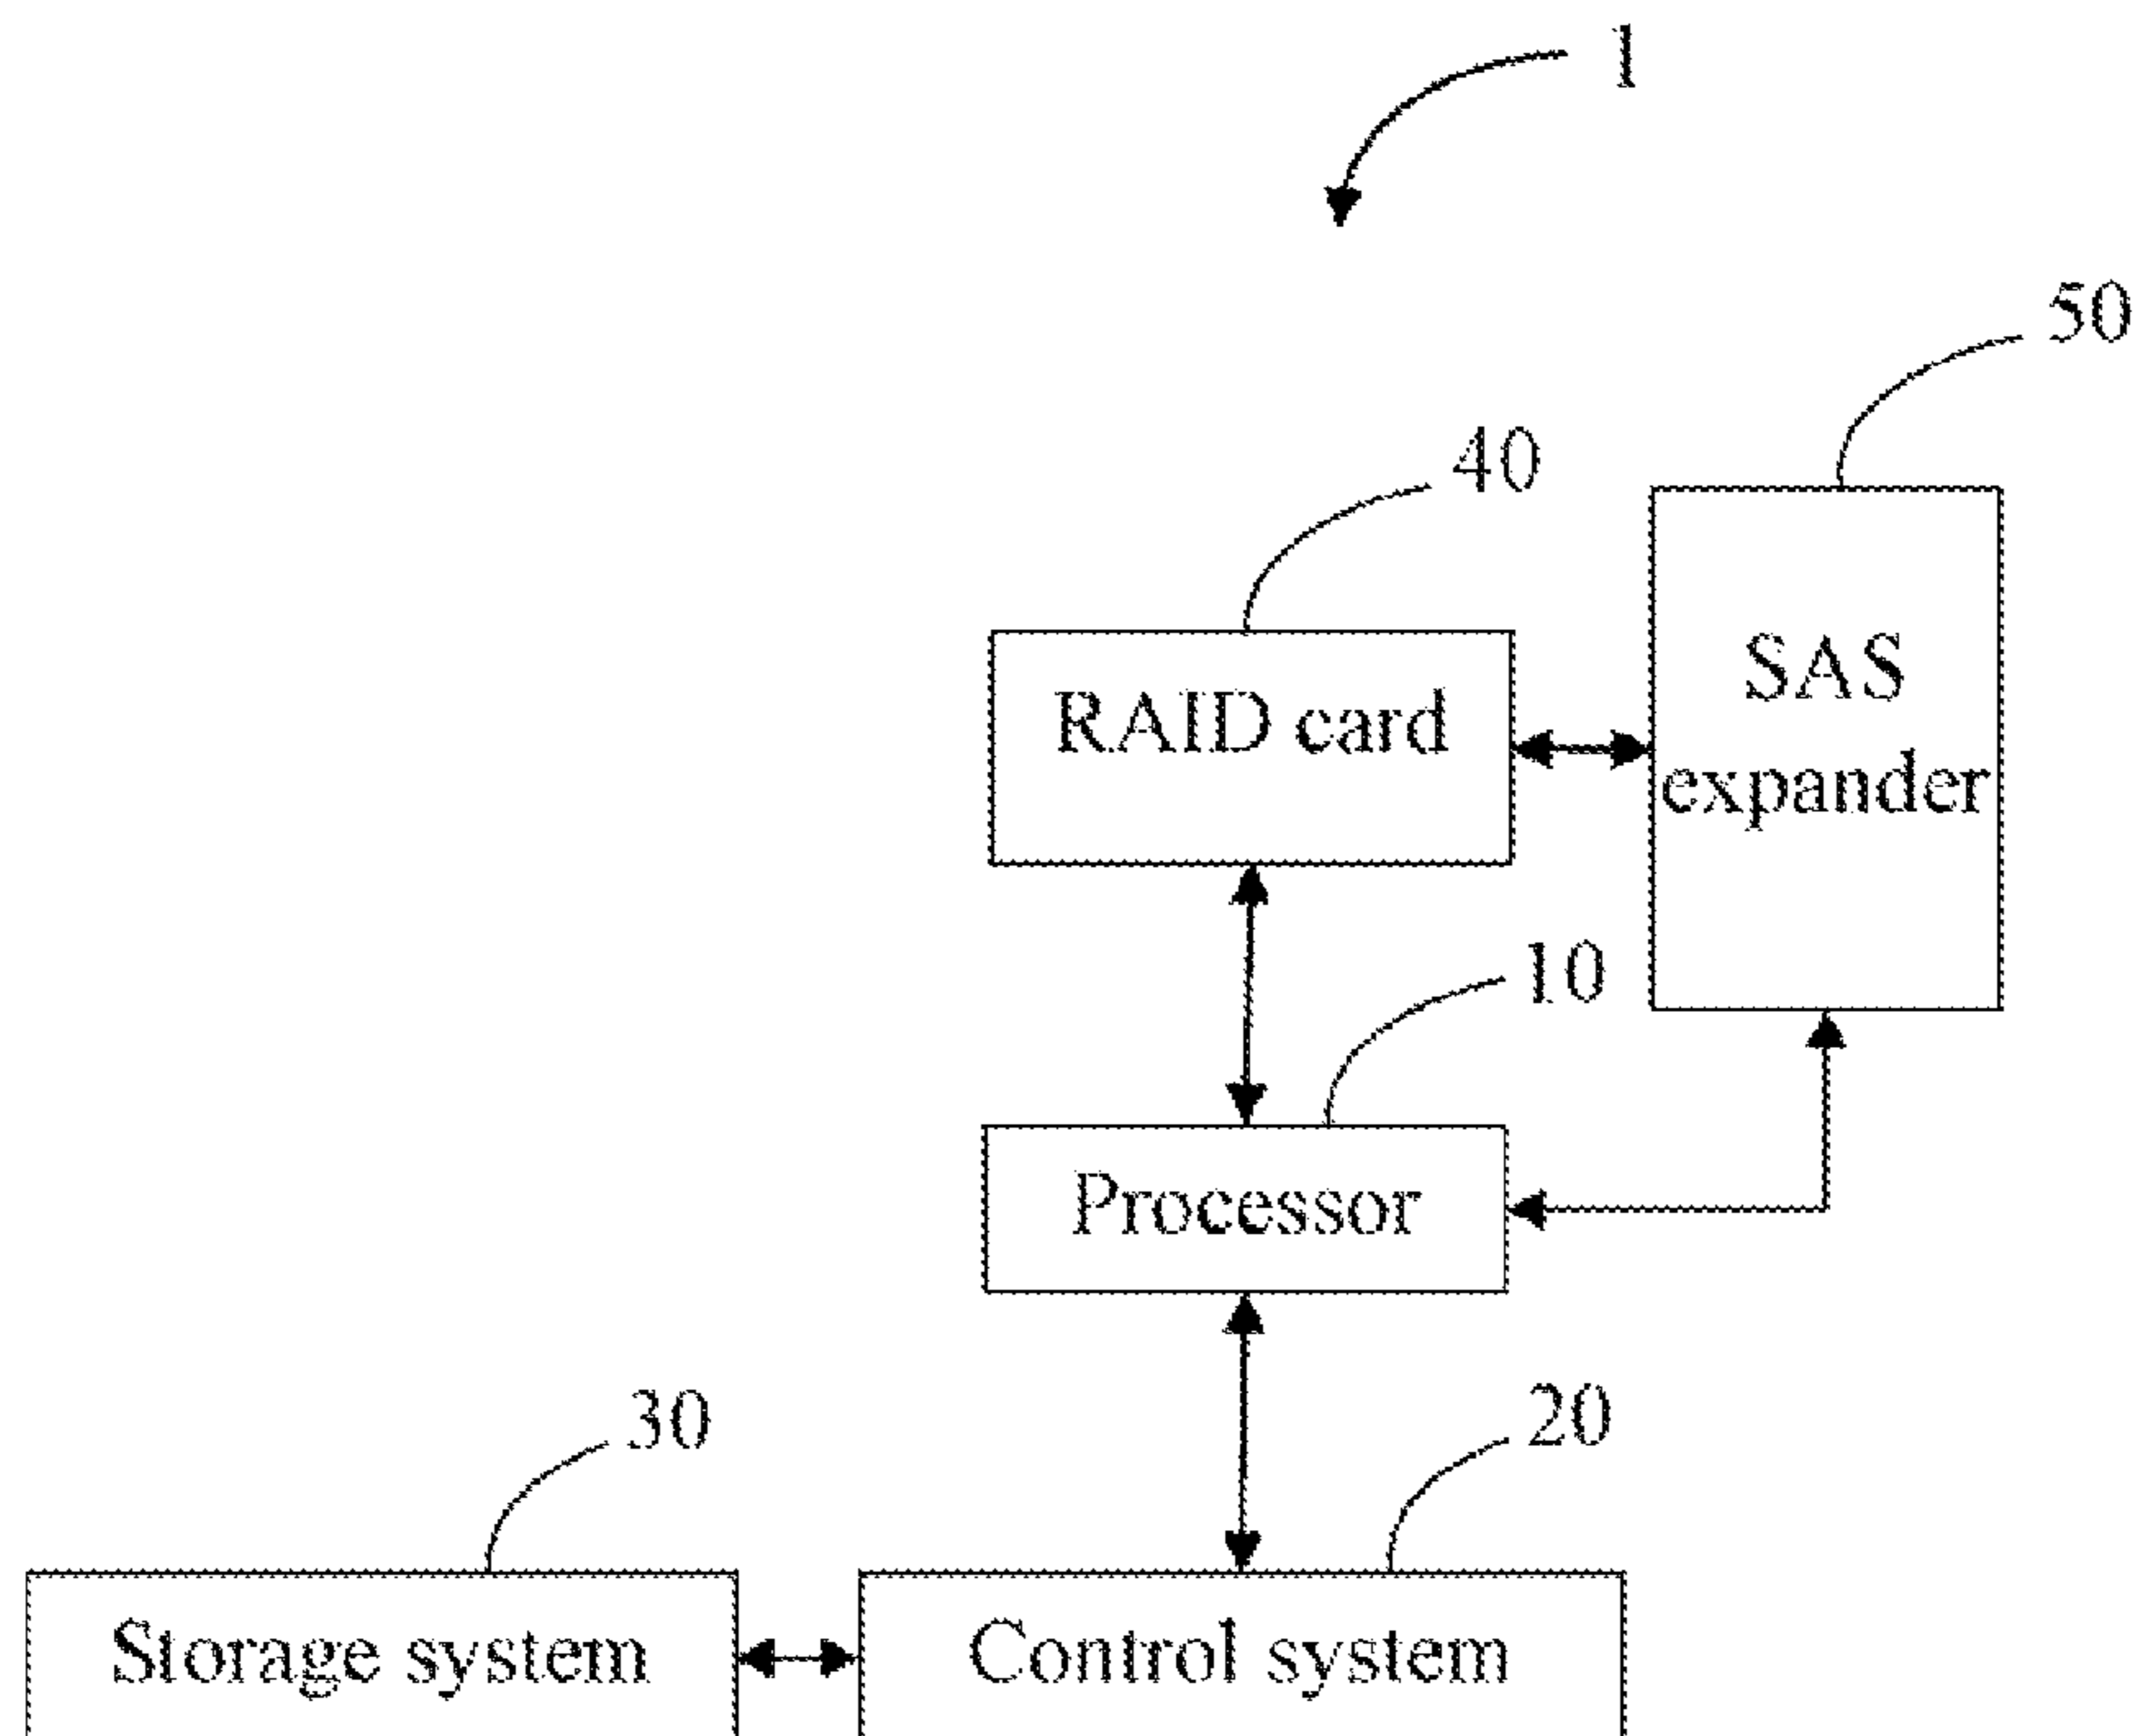 1
50
40
SAS
expander
RAID card
10
Processor
30
20
Storage system
Control system